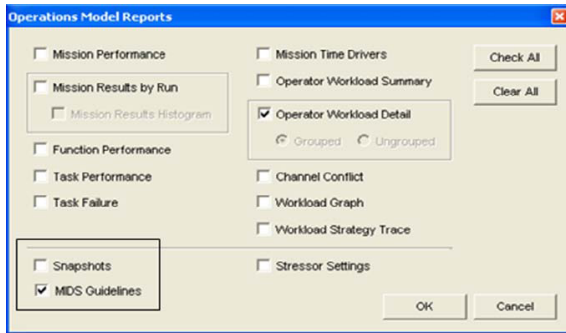 Operations Model Reports
Mission Performance
Mission Results by Run
Mission Results Histogram
Function Performance
Task Performance
Task Failure
Mission Time Drivers
Operator Workload Summary
Operator Workload Detail
Grouped Ungrouped
Channel Conflict
Workload Graph
Workload Strategy Trace
Check All
Clear All
Snapshots
MIDS Guidelines
Stressor Settings
OK Cancel